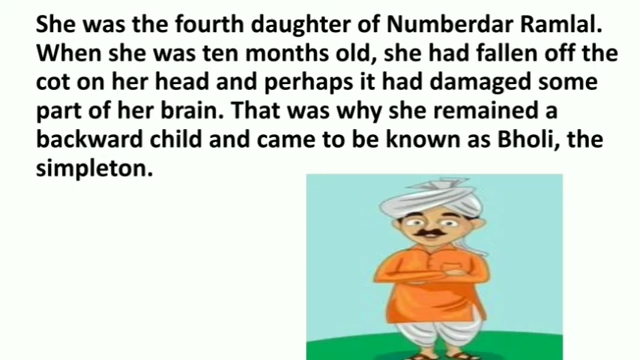 She was the fourth daughter of Numberdar Ramlal.
When she was ten months old, she had fallen off the
cot on her head and perhaps it had damaged some
part of her brain. That was why she remained a
backward child and came to be known as Bholi, the
simpleton.